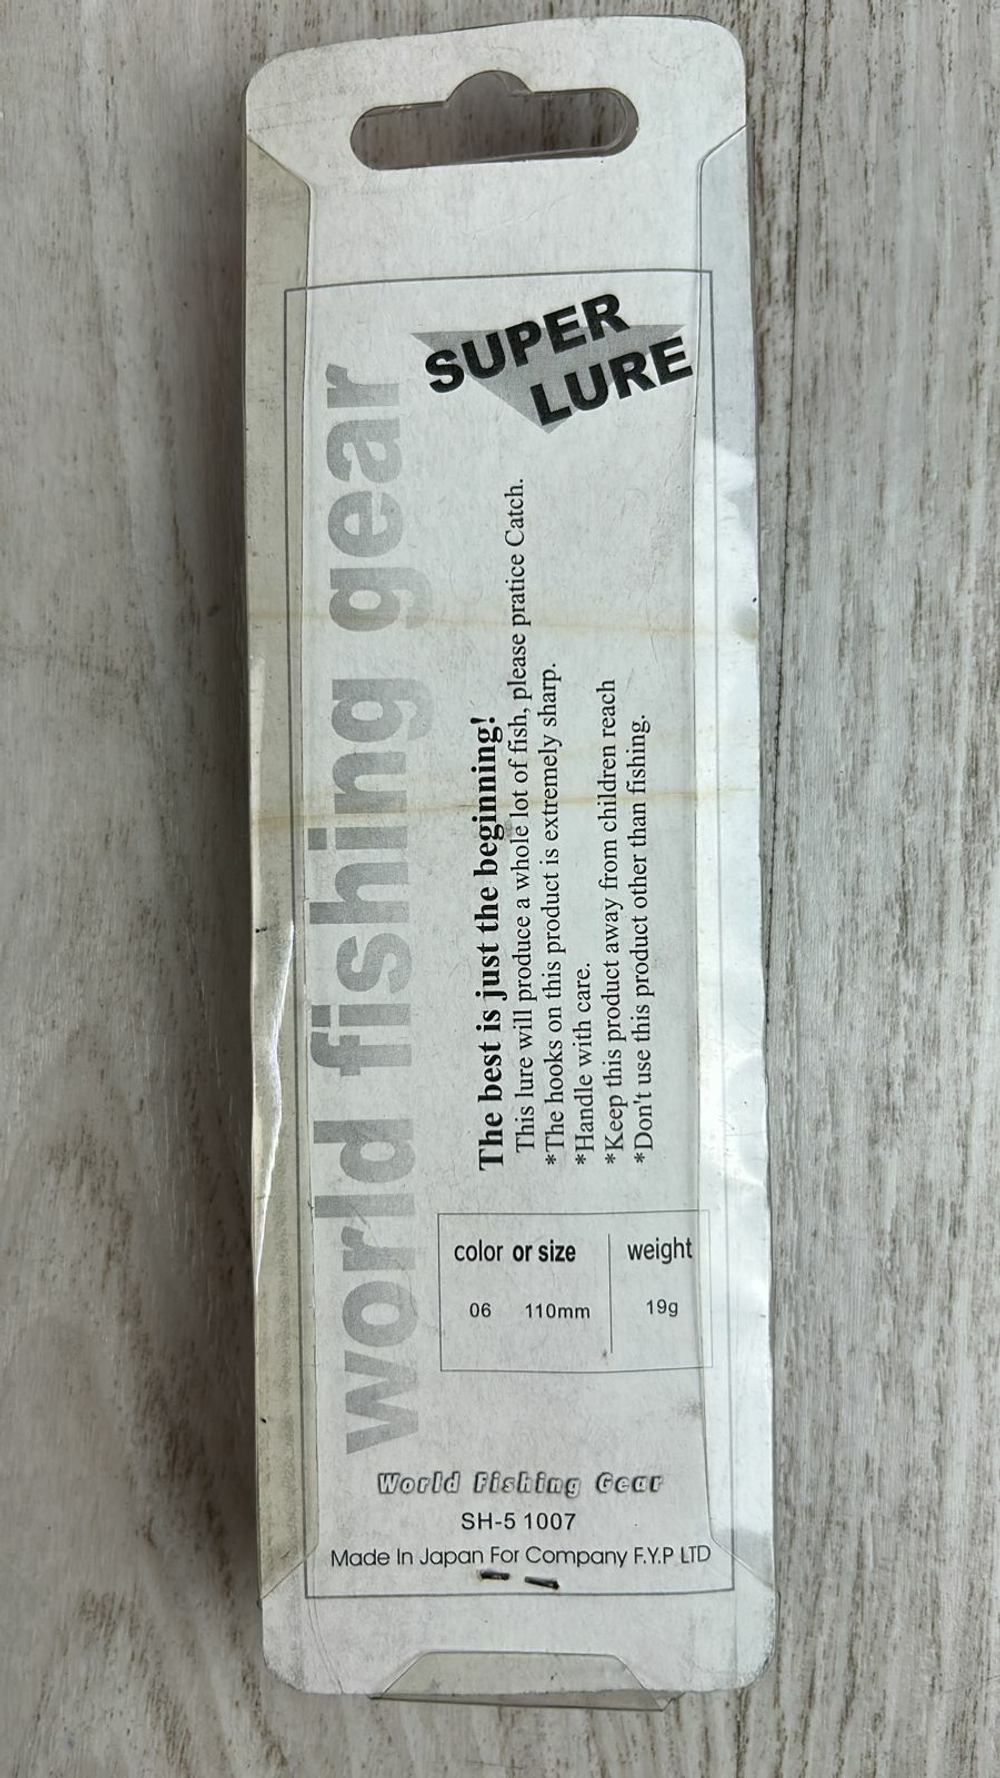 SUPER
LURE
world fishing gear
The best is just the beginning!
This lure will produce a whole lot of fish, please pratice Catch.
*The hooks on this product is extremely sharp.
*Handle with care.
*Keep this product away from children reach
*Don't use this product other than fishing.
color or size weight
06 110mm 19g
World Fishing Gear
SH-5 1007
Made In Japan For Company F.Y.P LTD